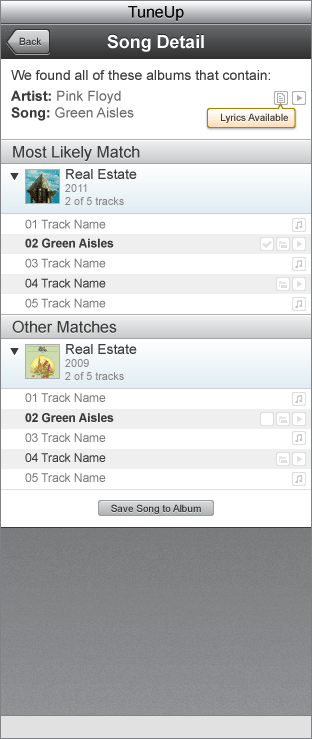 TuneUp
Back
Song Detail
We found all of these albums that contain:
Artist: Pink Floyd
Song: Green Aisles
Lyrics Available
Most Likely Match
Real Estate
2011
2 of 5 tracks
01 Track Name
02 Green Aisles
03 Track Name
04 Track Name
05 Track Name
Other Matches
Real Estate
2009
2 of 5 tracks
01 Track Name
02 Green Aisles
03 Track Name
04 Track Name
05 Track Name
Save Song to Album